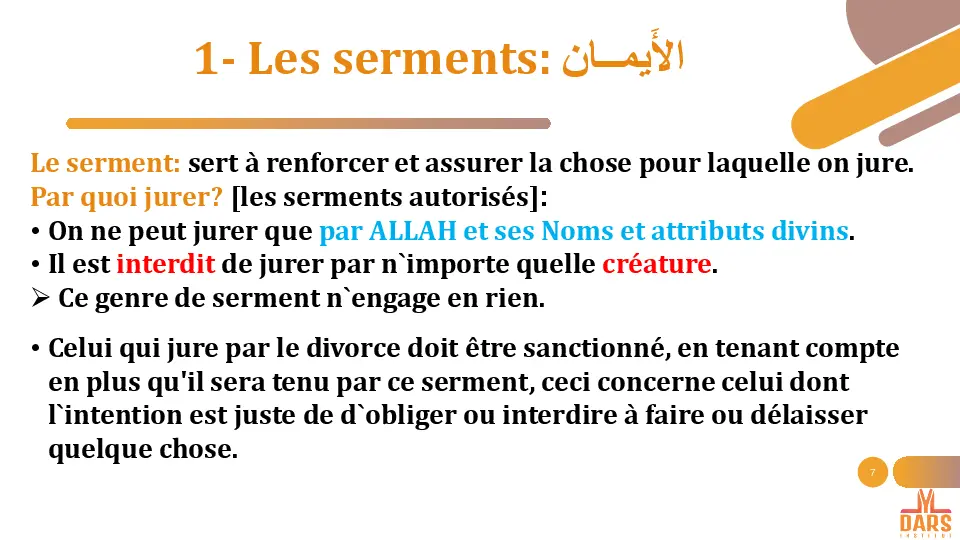 1- Les serments: الأَيمــان
Le serment: sert à renforcer et assurer la chose pour laquelle on jure.
Par quoi jurer? [les serments autorisés]:
• On ne peut jurer que par ALLAH et ses Noms et attributs divins.
• Il est interdit de jurer par n`importe quelle créature.
➢ Ce genre de serment n`engage en rien.
• Celui qui jure par le divorce doit être sanctionné, en tenant compte
en plus qu'il sera tenu par ce serment, ceci concerne celui dont
l`intention est juste de d`obliger ou interdire à faire ou délaisser
quelque chose.
7
DARS
INSTITUT